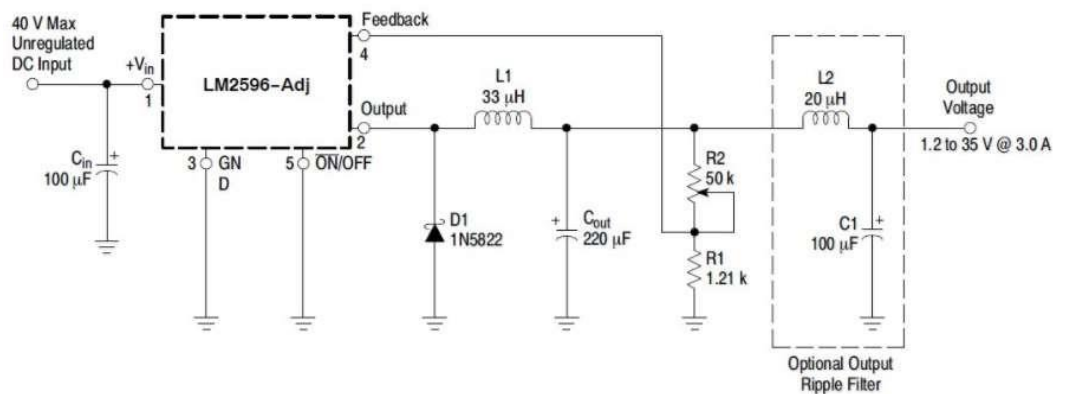 40 V Max
Unregulated
DC Input
+Vin
1
LM2596-Adj
Feedback
4
Output
2
3
GN
D
5
ON/OFF
Cin
100 µF
+
L1
33 µH
D1
1N5822
+
Cout
220 µF
R2
50 k
R1
1.21 k
L2
20 µH
C1
100 µF
+
Output
Voltage
1.2 to 35 V @ 3.0 A
Optional Output
Ripple Filter